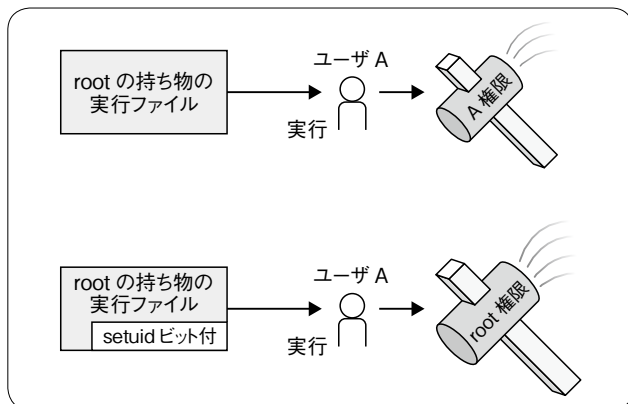 root の持ち物の
実行ファイル
ユーザ A
実行
A 権限
root の持ち物の
実行ファイル
setuid ビット付
ユーザ A
実行
root 権限